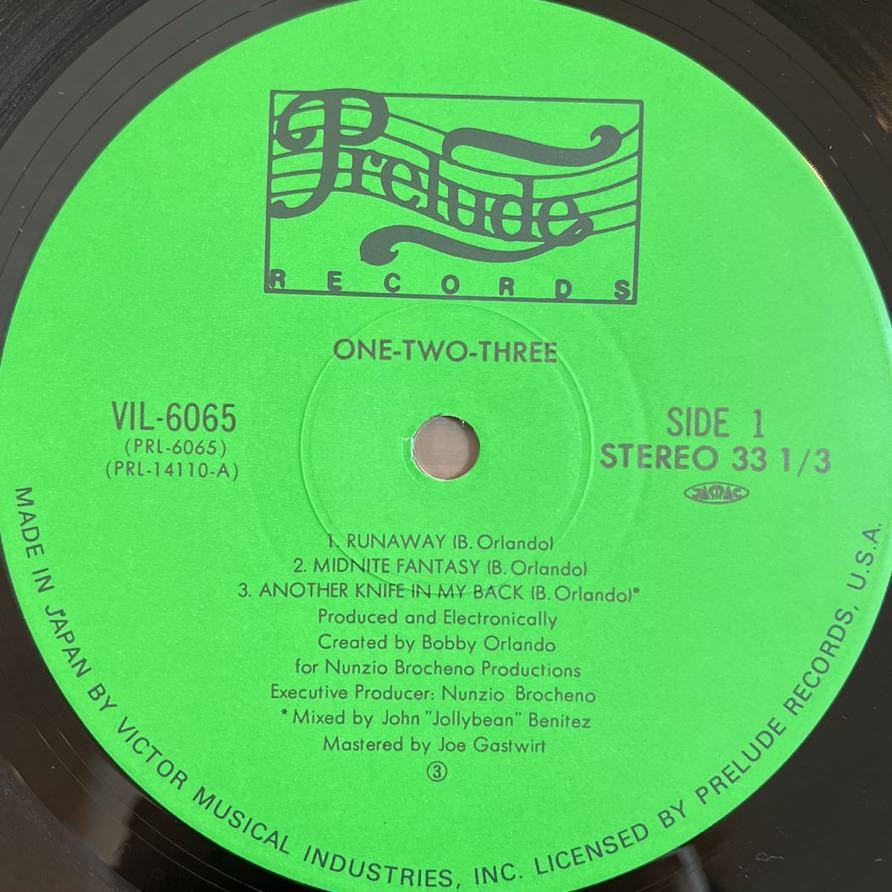 Prelude
RECORDS
ONE-TWO-THREE
VIL-6065
(PRL-6065)
(PRL-14110-A)
SIDE 1
STEREO 33 1/3
JASRAC
1. RUNAWAY (B. Orlando)
2. MIDNITE FANTASY (B. Orlando)
3. ANOTHER KNIFE IN MY BACK (B. Orlando)*
Produced and Electronically
Created by Bobby Orlando
for Nunzio Brocheno Productions
Executive Producer: Nunzio Brocheno
*Mixed by John "Jollybean" Benitez
Mastered by Joe Gastwirt
③
MADE IN JAPAN BY VICTOR MUSICAL INDUSTRIES, INC. LICENSED BY PRELUDE RECORDS, U.S.A.